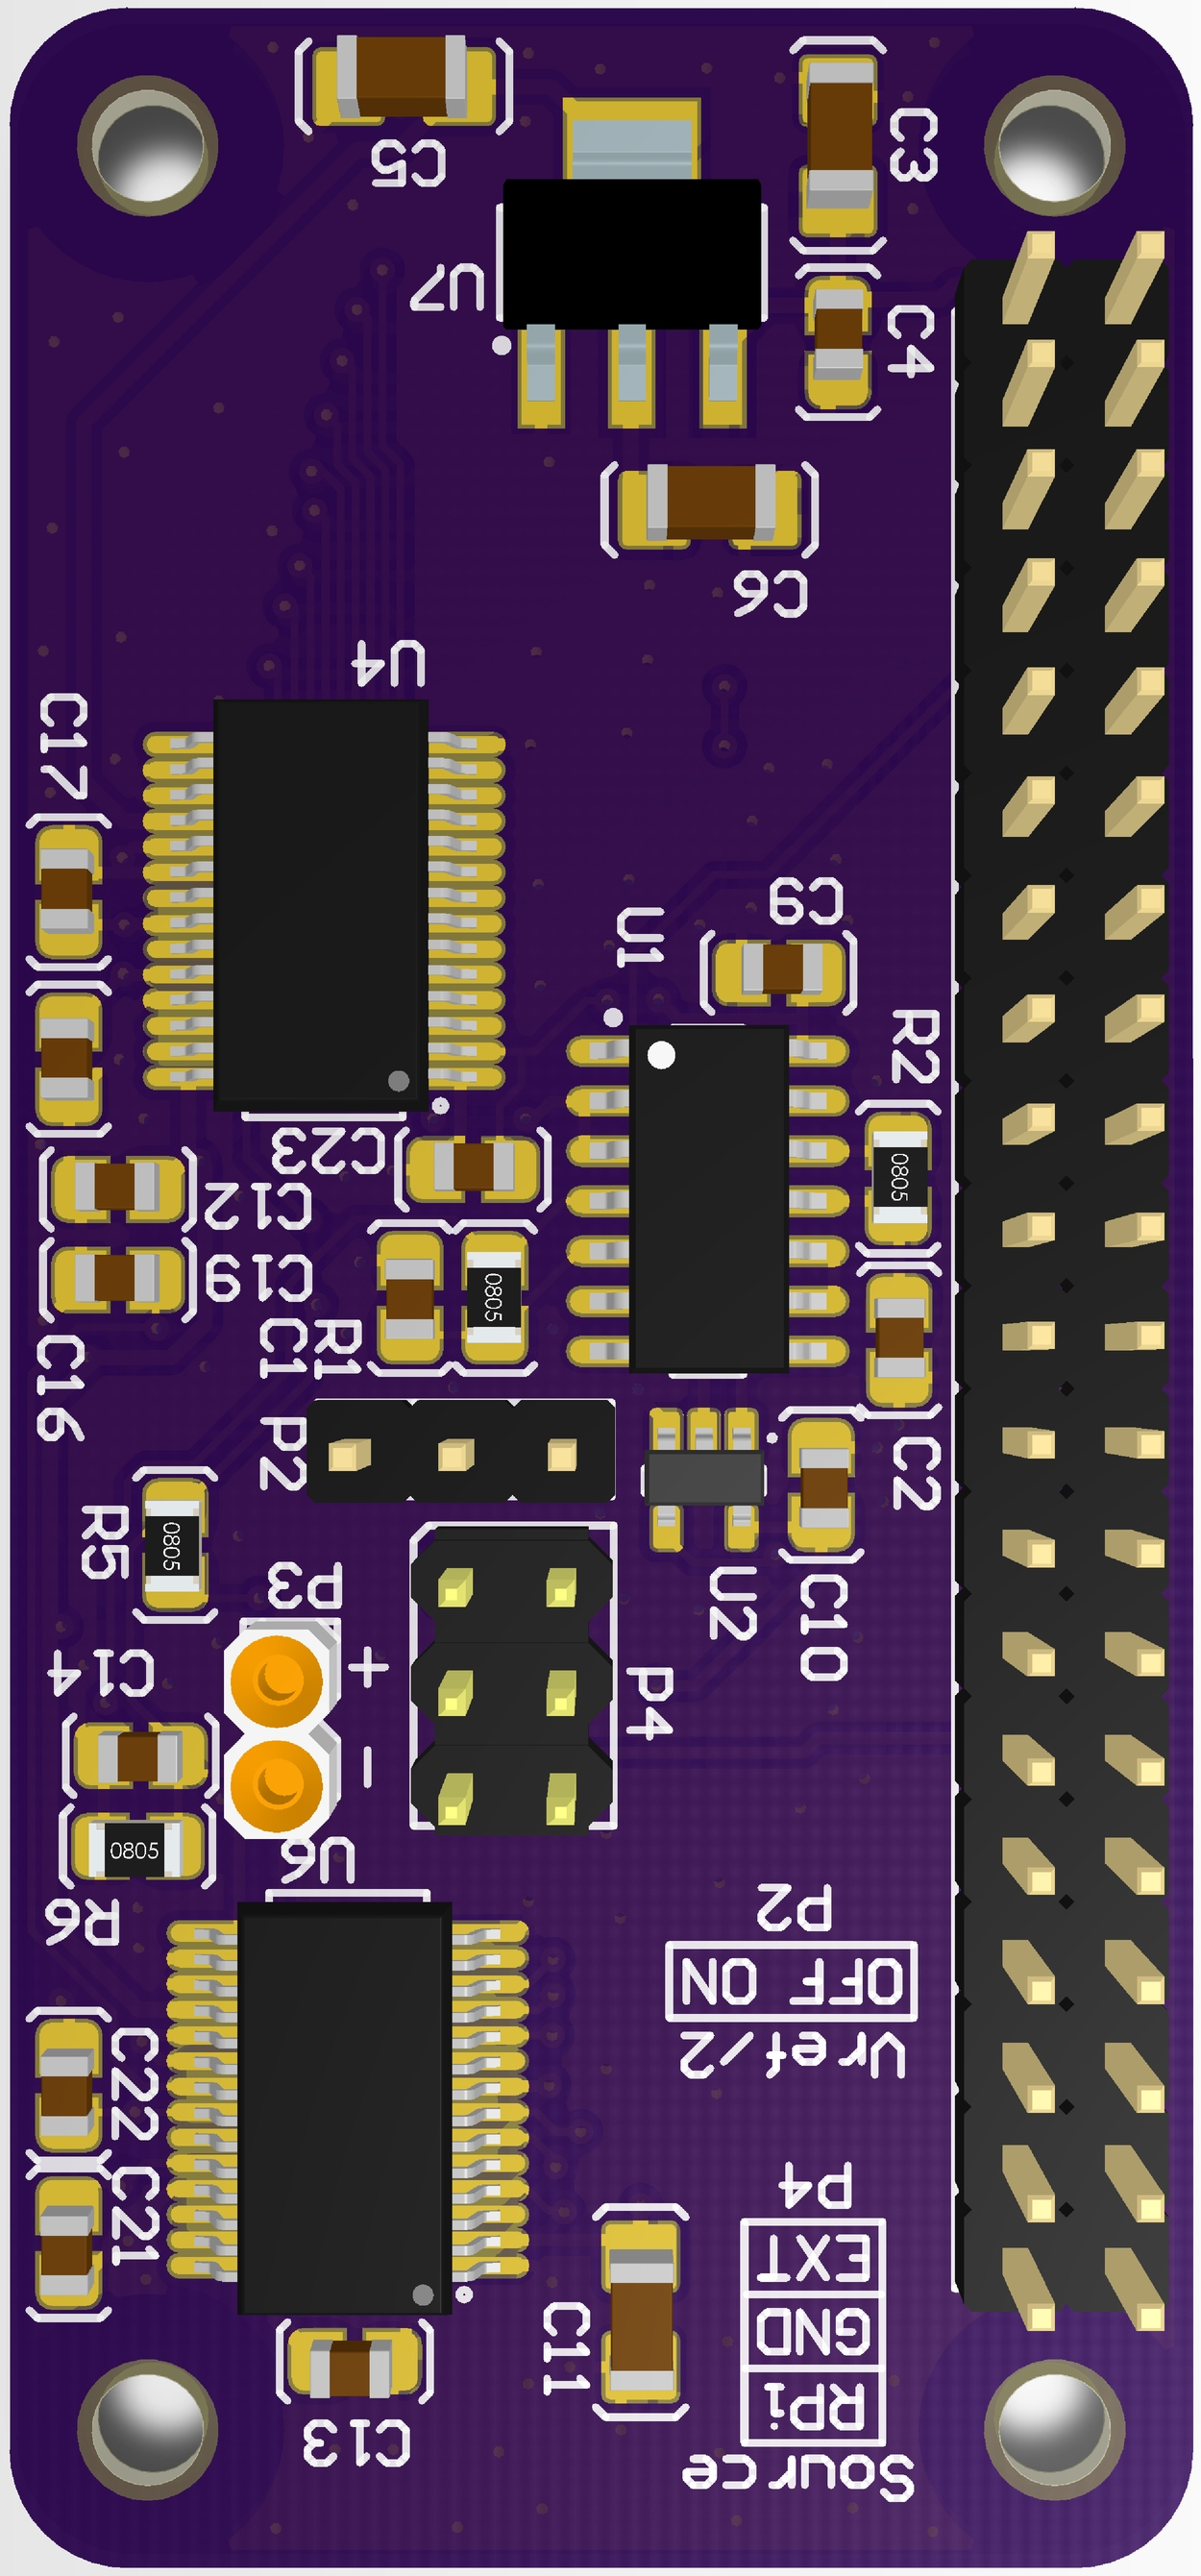 C5
C3
U7
C4
C6
U4
C17
C9
U1
R2
C23
0805
C12
C19
0805
C1
R1
C16
P2
C2
R5
0805
P3
U2
C10
+
C14
P4
-
0805
U6
R6
P2
OFF ON
Vref/2
C22
P4
C21
EXT
GND
C11
RPi
C13
Source